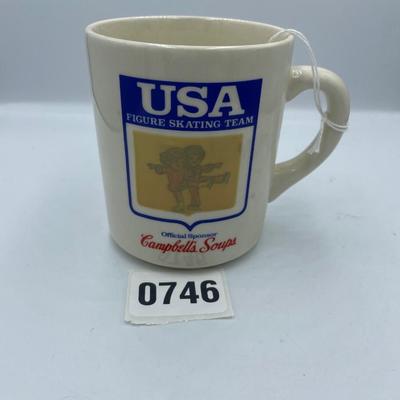 USA
FIGURE SKATING TEAM
Official Sponsor
Campbell's Soups
0746